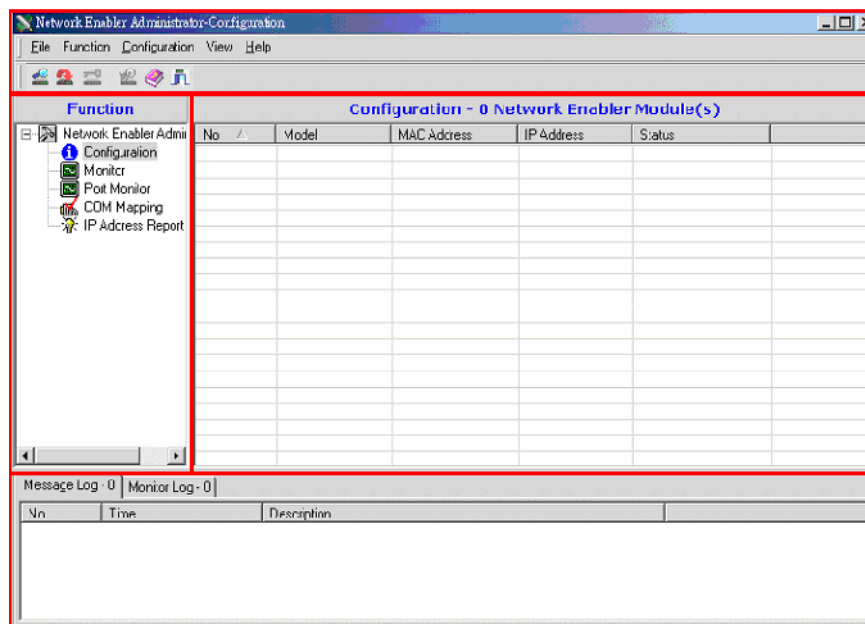 Network Enabler Administrator-Configuration
File Function Configuration View Help
Function
Configuration - 0 Network Enabler Module(s)
Network Enabler Admi
Configuration
Monitor
Port Monitor
COM Mapping
IP Address Report
No Model MAC Address IP Address Status
Message Log - 0 Monitor Log - 0
No Time Description